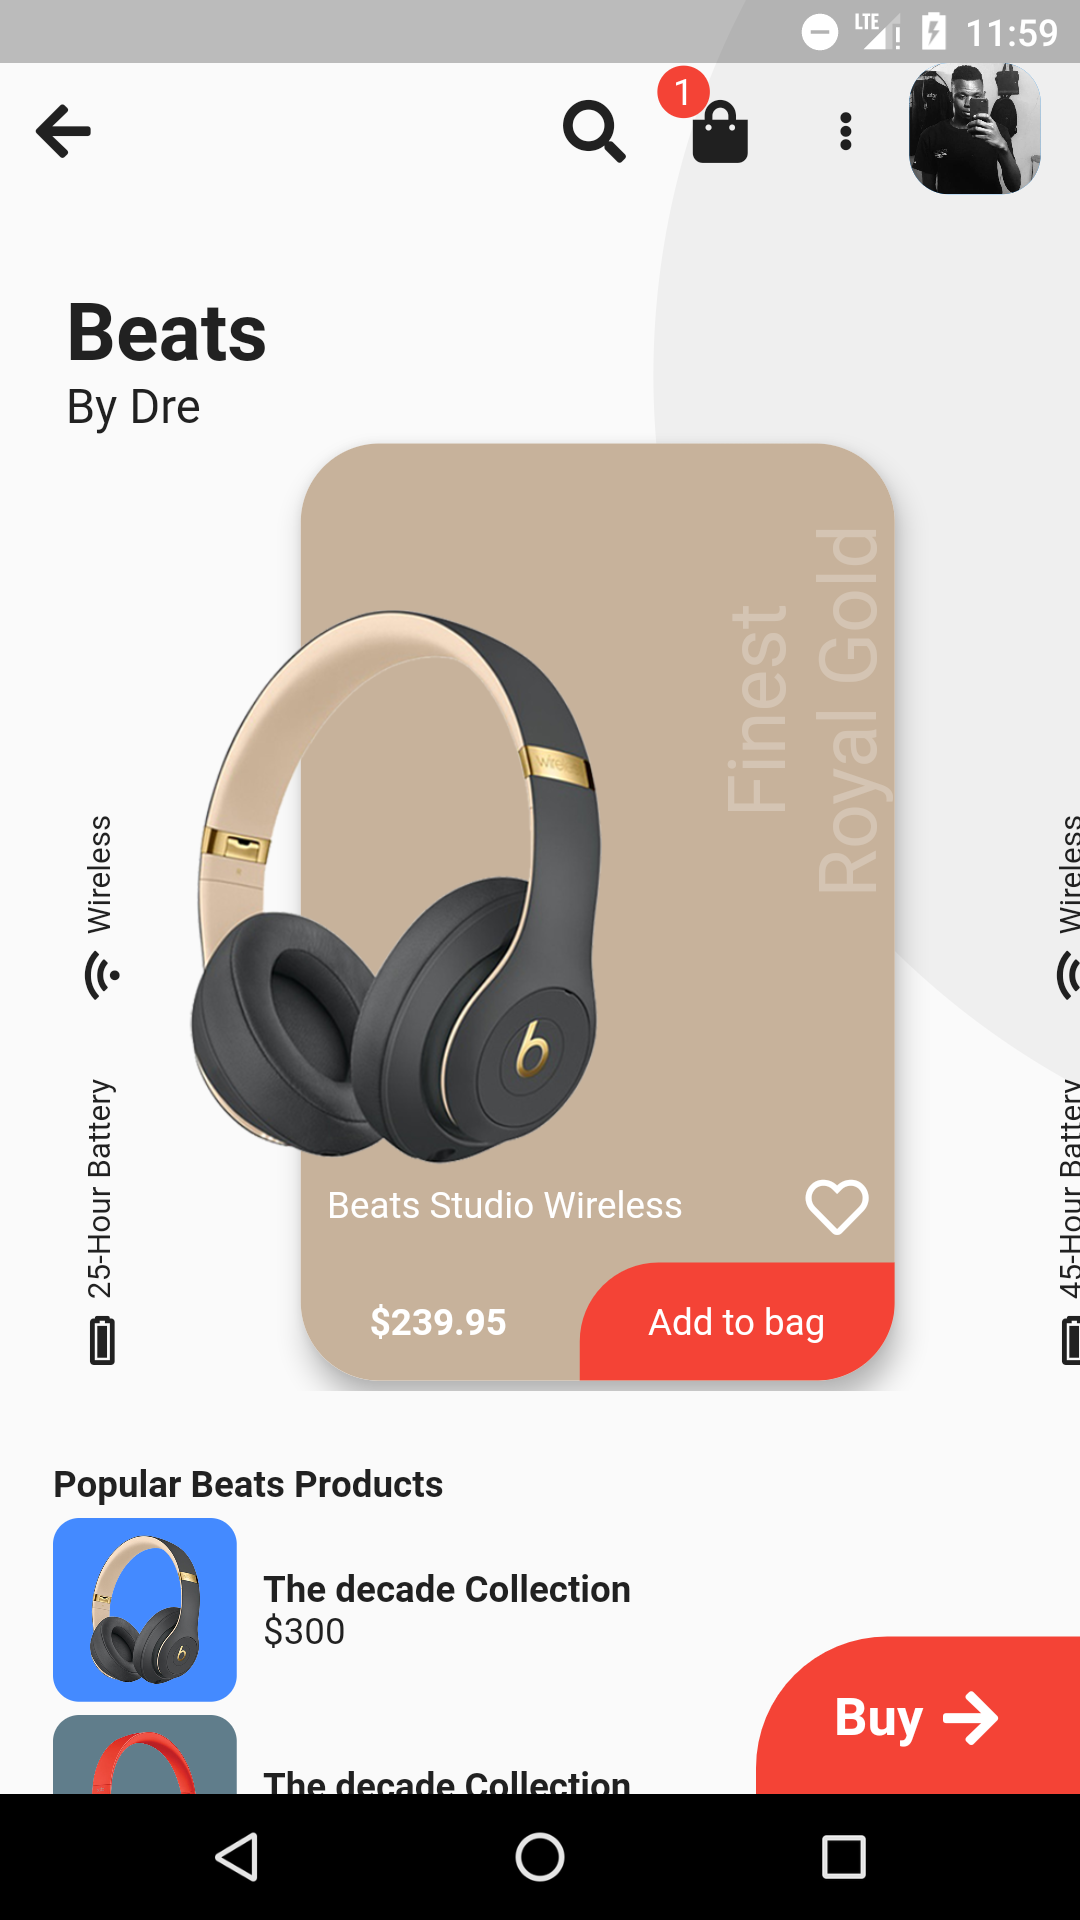 LTE 11:59
1
Beats
By Dre
Finest
Royal Gold
wireless
Wireless
Wireless
b
25-Hour Battery
45-Hour Battery
Beats Studio Wireless
$239.95
Add to bag
Popular Beats Products
The decade Collection
$300
b
Buy
The decade Collection